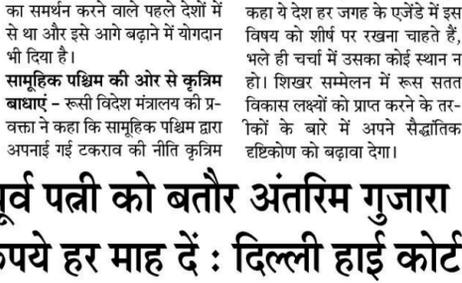 का समर्थन करने वाले पहले देशों में
से था और इसे आगे बढ़ाने में योगदान
भी दिया है।
सामूहिक पश्चिम की ओर से कृत्रिम
बाधाएं – रूसी विदेश मंत्रालय की प्र-
वक्ता ने कहा कि सामूहिक पश्चिम द्वारा
अपनाई गई टकराव की नीति कृत्रिम
कहा ये देश हर जगह के एजेंडे में इस
विषय को शीर्ष पर रखना चाहते हैं,
भले ही चर्चा में उसका कोई स्थान न
हो। शिखर सम्मेलन में रूस सतत
विकास लक्ष्यों को प्राप्त करने के तर-
ीकों के बारे में अपने सैद्धांतिक
दृष्टिकोण को बढ़ावा देगा।
पत्नी को बतौर अंतरिम गुजारा
हर माह दें : दिल्ली हाई कोर्ट